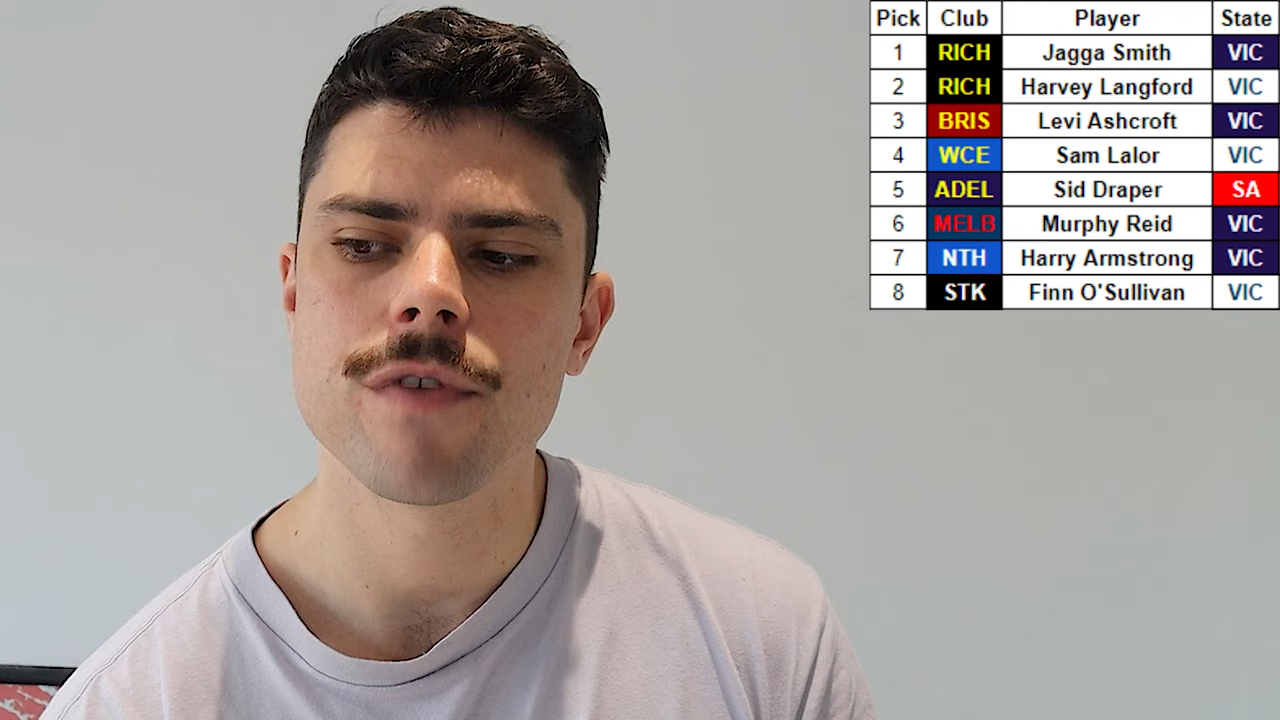 Pick Club Player State
1 RICH Jagga Smith VIC
2 RICH Harvey Langford VIC
3 BRIS Levi Ashcroft VIC
4 WCE Sam Lalor VIC
5 ADEL Sid Draper SA
6 MELB Murphy Reid VIC
7 NTH Harry Armstrong VIC
8 STK Finn O'Sullivan VIC